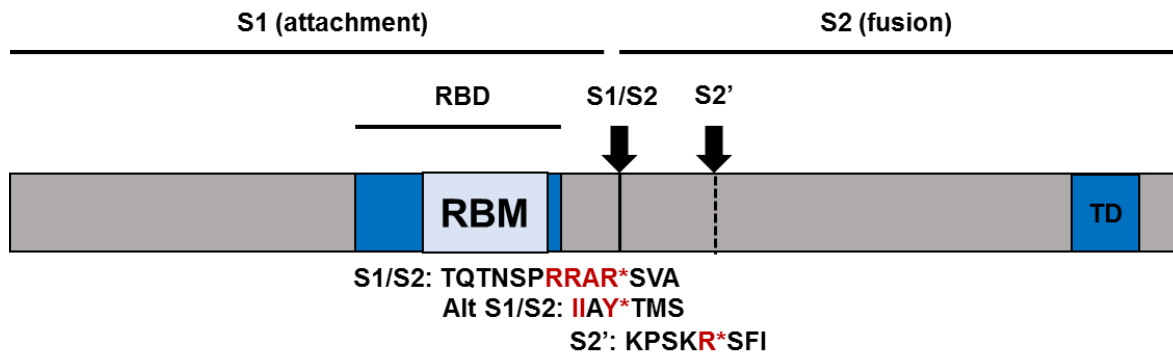 S1 (attachment) S2 (fusion)
RBD S1/S2 S2’
RBM TD
S1/S2: TQTNSPRRAR*SVA
Alt S1/S2: IIAY*TMS
S2’: KPSKR*SFI